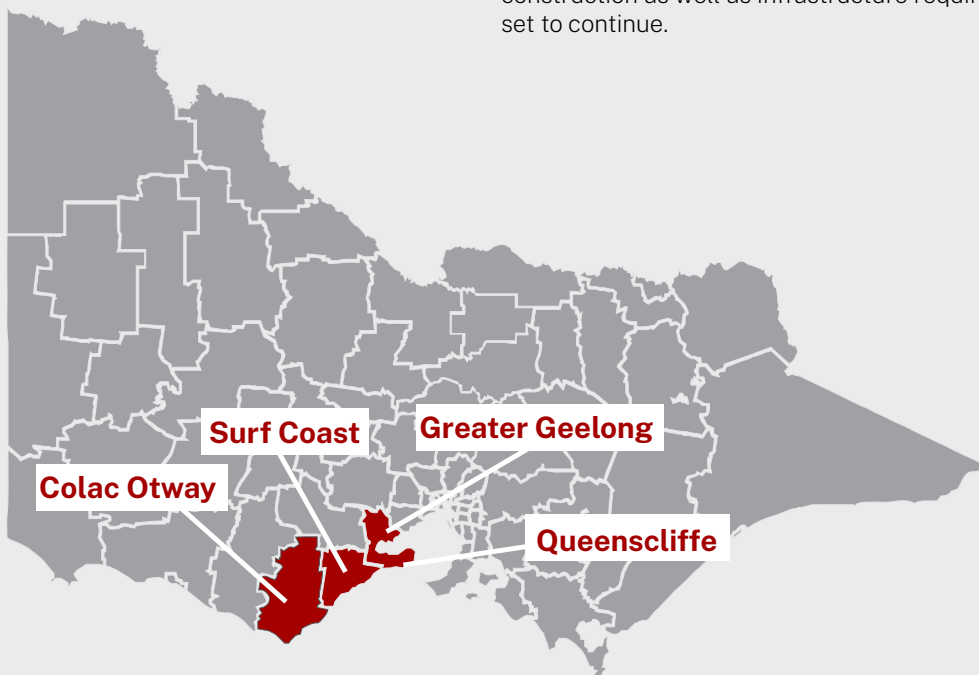 set to continue.
Surf Coast
Greater Geelong
Colac Otway
Queenscliffe